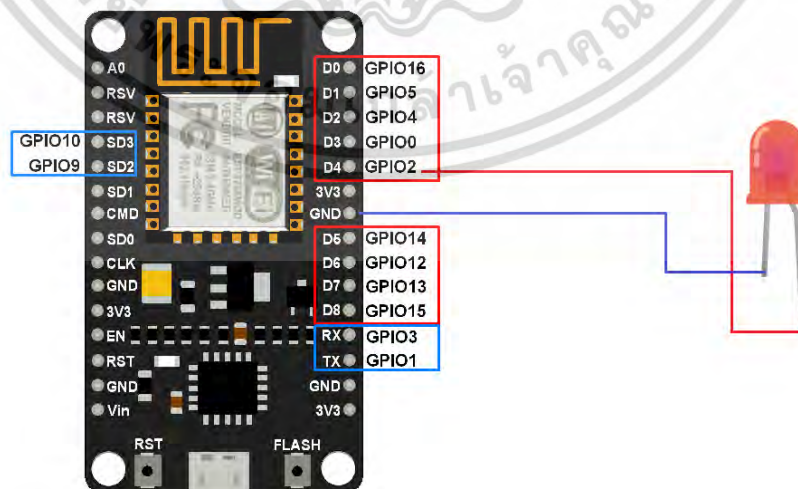 A0
RSV
RSV
GPIO10 SD3
GPIO9 SD2
SD1
CMD
SD0
CLK
GND
3V3
EN
RST
GND
Vin
D0 GPIO16
D1 GPIO5
D2 GPIO4
D3 GPIO0
D4 GPIO2
3V3
GND
D5 GPIO14
D6 GPIO12
D7 GPIO13
D8 GPIO15
RX GPIO3
TX GPIO1
GND
3V3
RST
FLASH
WiFi
FC